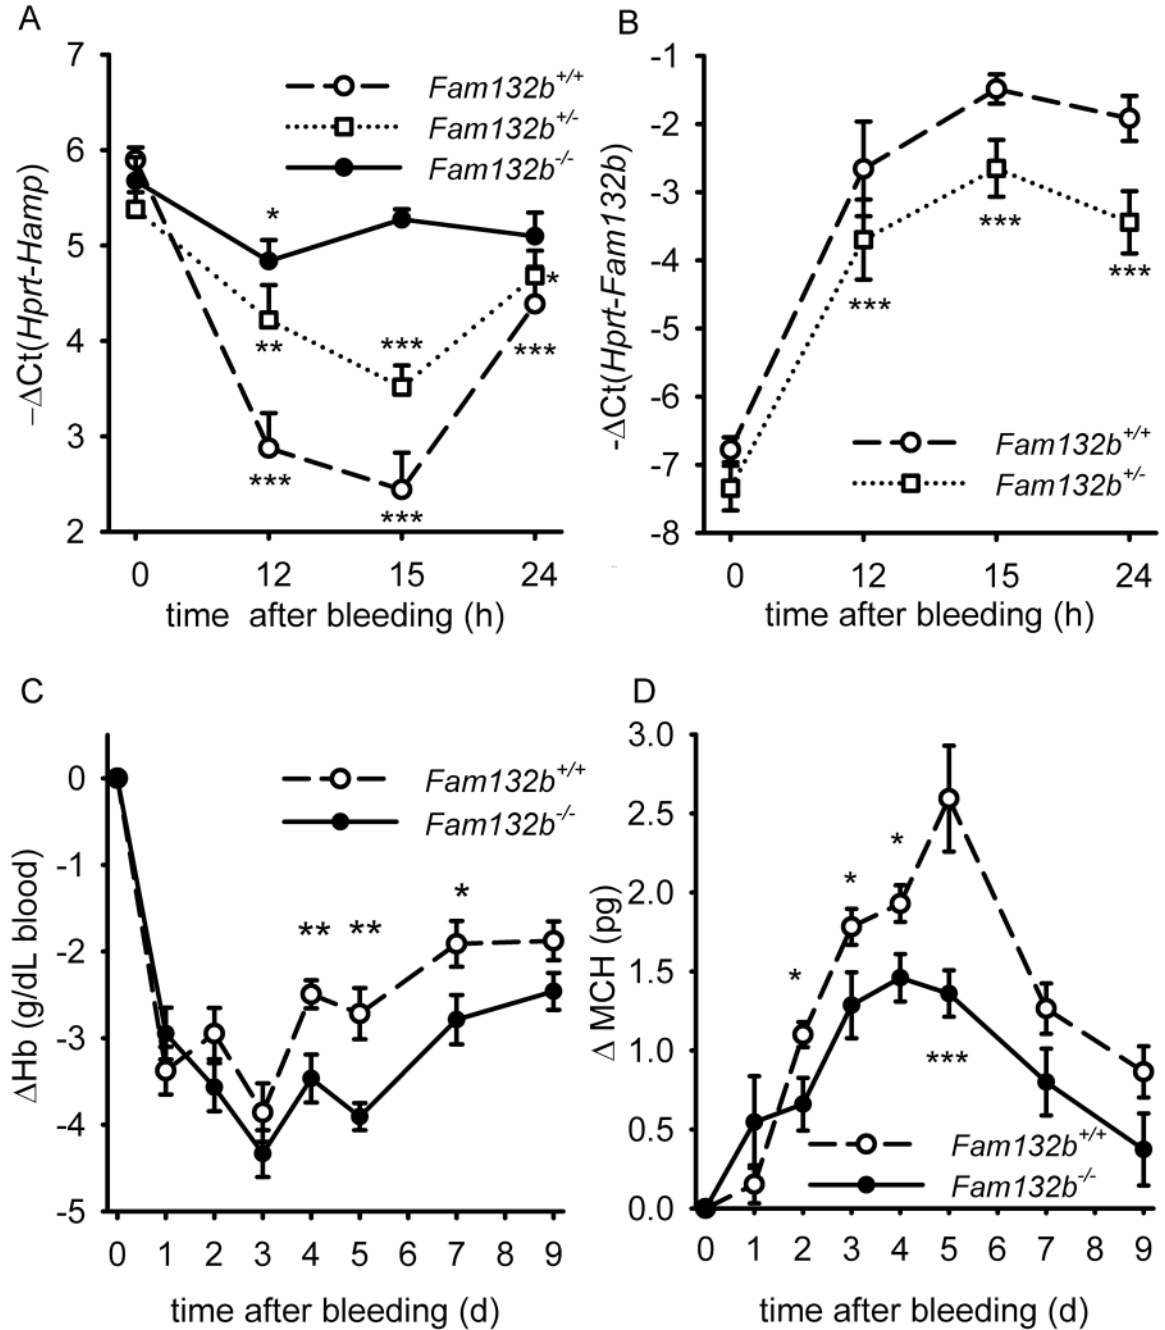 A
7
6
5
4
3
2
−ΔCt(Hprt-Hamp)
Fam132b+/+
Fam132b+/-
Fam132b-/-
*
**
***
***
***
*
***
0 12 15 24
time after bleeding (h)
B
-1
-2
-3
-4
-5
-6
-7
-8
-ΔCt(Hprt-Fam132b)
***
***
***
Fam132b+/+
Fam132b+/-
0 12 15 24
time after bleeding (h)
C
0
-1
-2
-3
-4
-5
ΔHb (g/dL blood)
Fam132b+/+
Fam132b-/-
** ** *
0 1 2 3 4 5 6 7 8 9
time after bleeding (d)
D
3.0
2.5
2.0
1.5
1.0
0.5
0.0
Δ MCH (pg)
*
*
*
***
Fam132b+/+
Fam132b-/-
0 1 2 3 4 5 6 7 8 9
time after bleeding (d)